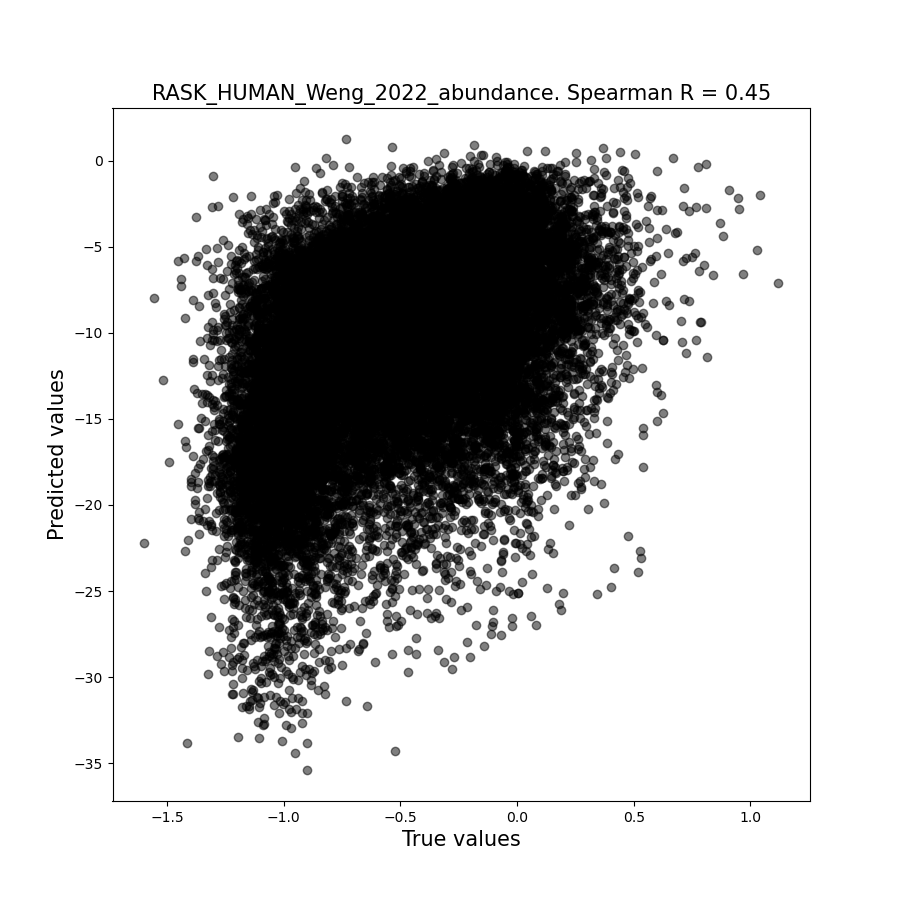 RASK_HUMAN_Weng_2022_abundance. Spearman R = 0.45
0
−5
−10
−15
−20
−25
−30
−35
Predicted values
−1.5 −1.0 −0.5 0.0 0.5 1.0
True values